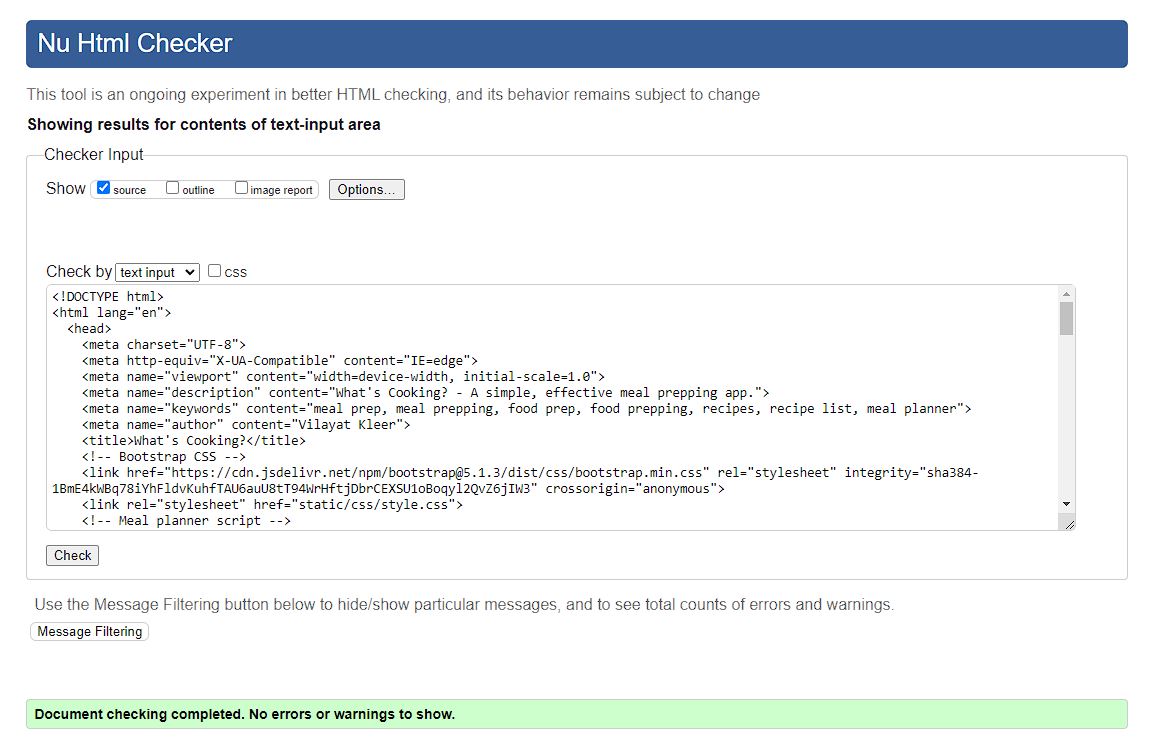 Nu Html Checker
This tool is an ongoing experiment in better HTML checking, and its behavior remains subject to change
Showing results for contents of text-input area
Checker Input
Show source outline image report Options...
Check by text input css
<!DOCTYPE html>
<html lang="en">
<head>
<meta charset="UTF-8">
<meta http-equiv="X-UA-Compatible" content="IE=edge">
<meta name="viewport" content="width=device-width, initial-scale=1.0">
<meta name="description" content="What's Cooking? - A simple, effective meal prepping app.">
<meta name="keywords" content="meal prep, meal prepping, food prep, food prepping, recipes, recipe list, meal planner">
<meta name="author" content="Vilayat Kleer">
<title>What's Cooking?</title>
<!-- Bootstrap CSS -->
<link href="https://cdn.jsdelivr.net/npm/bootstrap@5.1.3/dist/css/bootstrap.min.css" rel="stylesheet" integrity="sha384-
1BmE4kWBq78iYhFldvKuhfTAU6auU8tT94WrHftjDbrCEXSU1oBoqyl2QvZ6jIW3" crossorigin="anonymous">
<link rel="stylesheet" href="static/css/style.css">
<!-- Meal planner script -->
Check
Use the Message Filtering button below to hide/show particular messages, and to see total counts of errors and warnings.
Message Filtering
Document checking completed. No errors or warnings to show.